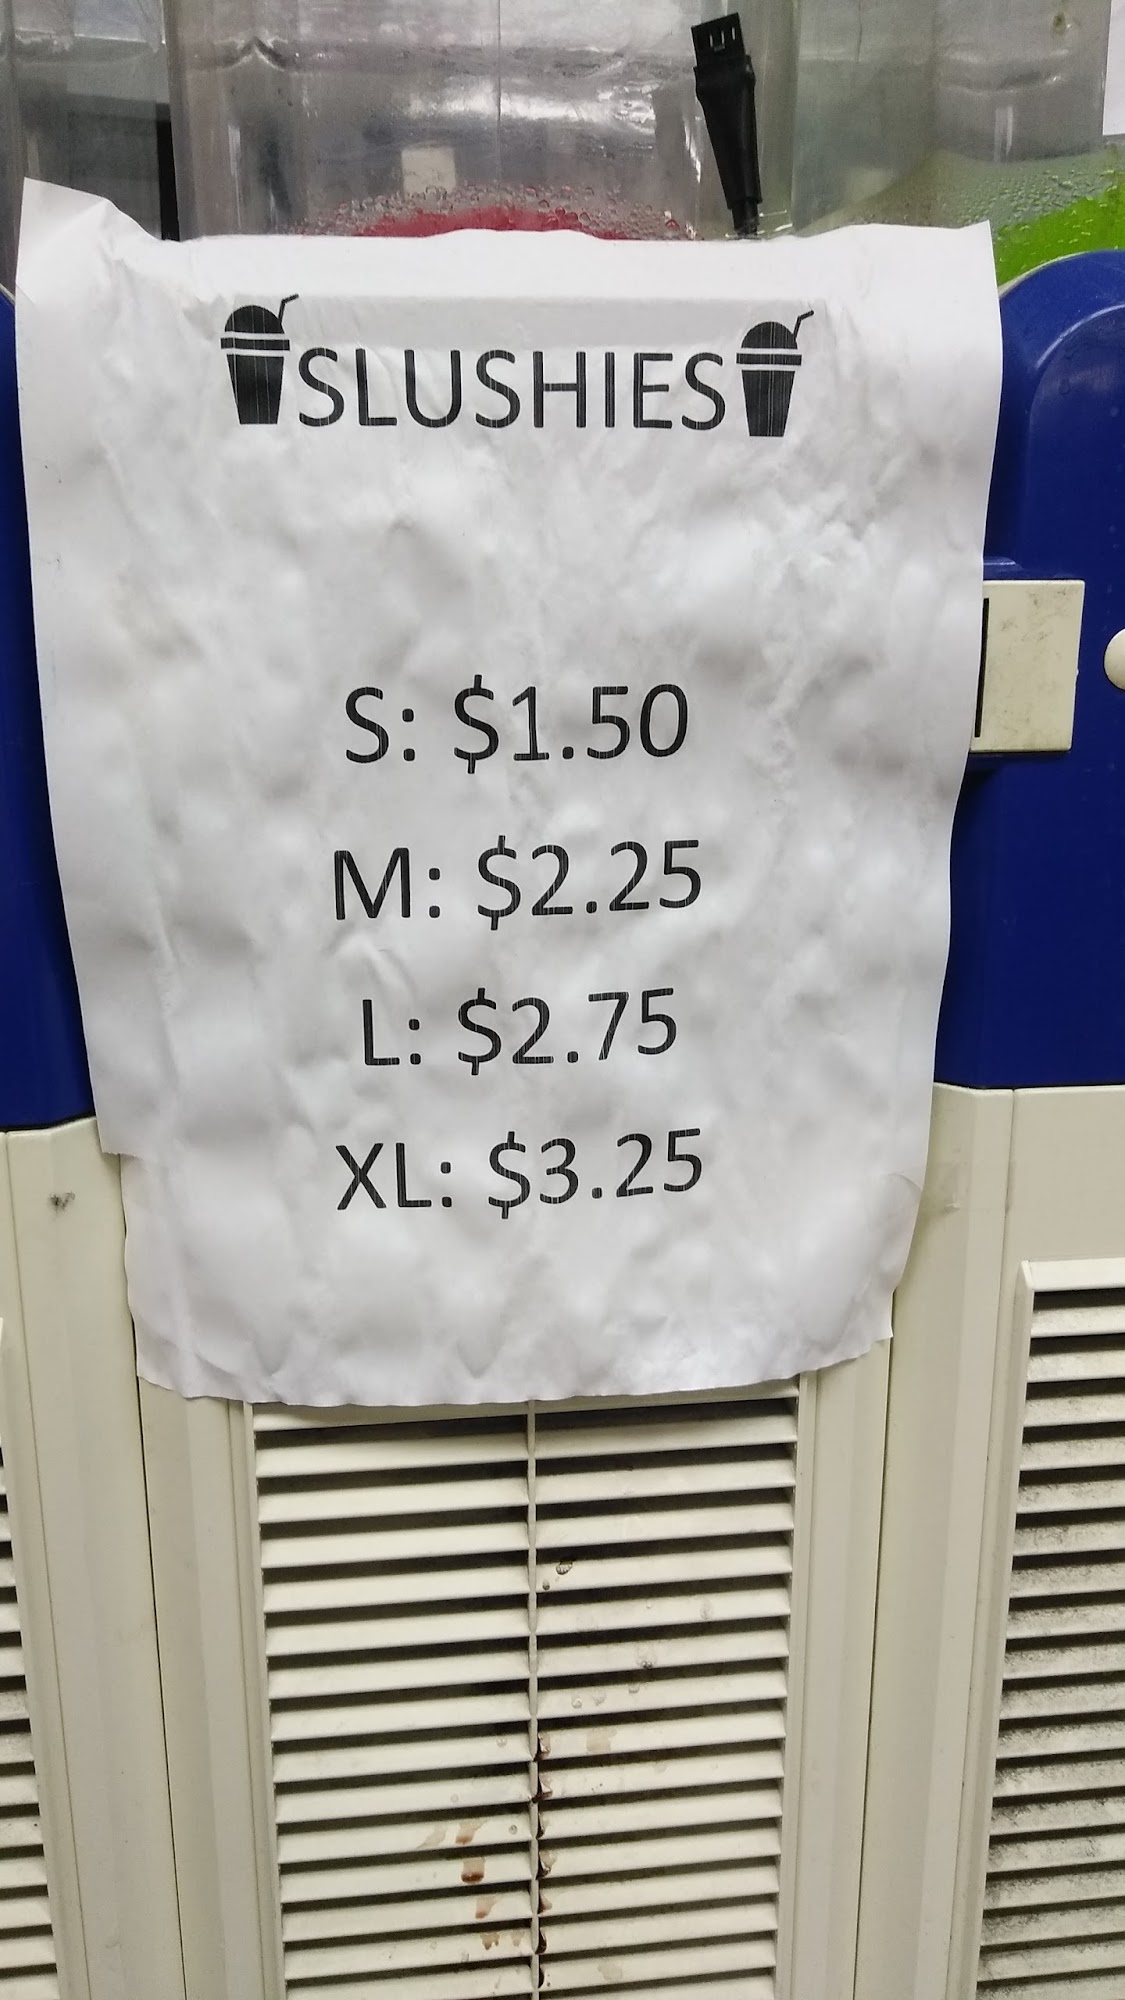 SLUSHIES
S: $1.50
M: $2.25
L: $2.75
XL: $3.25